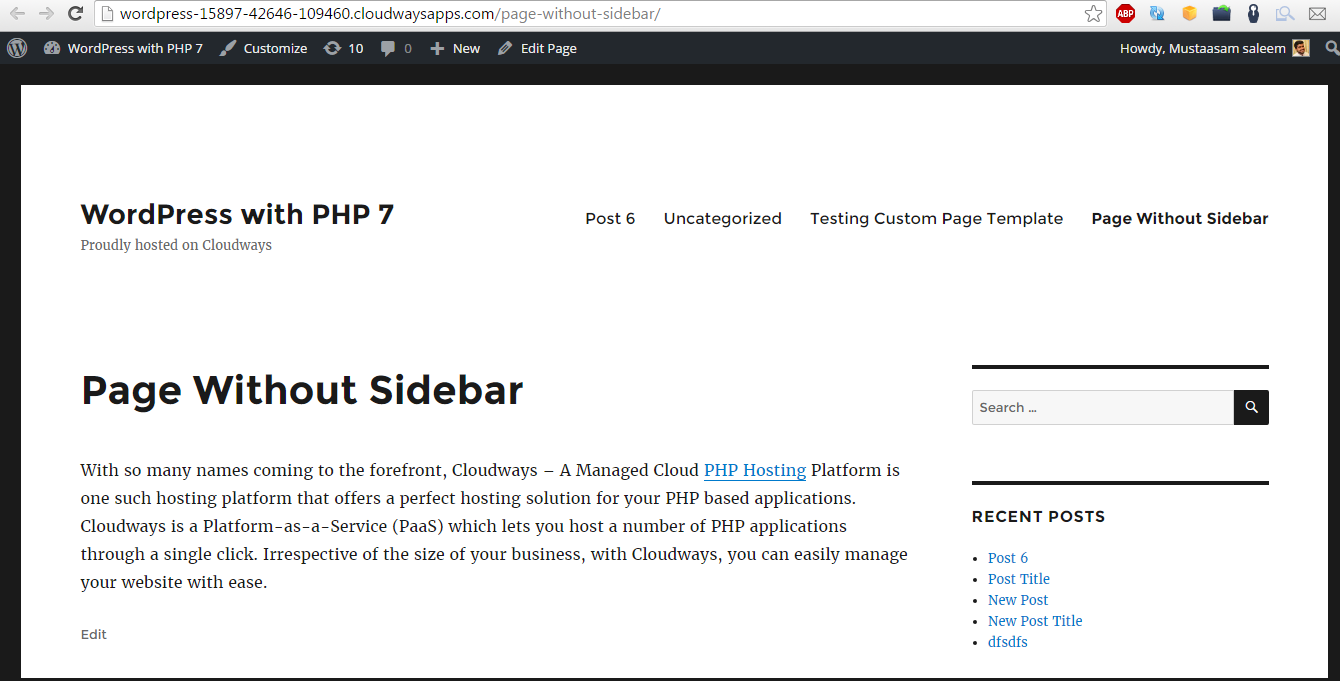 wordpress-15897-42646-109460.cloudwaysapps.com/page-without-sidebar/
ABP
WordPress with PHP 7 Customize 10 0 New Edit Page Howdy, Mustaasam saleem
WordPress with PHP 7
Proudly hosted on Cloudways
Post 6 Uncategorized Testing Custom Page Template Page Without Sidebar
Page Without Sidebar
With so many names coming to the forefront, Cloudways – A Managed Cloud PHP Hosting Platform is
one such hosting platform that offers a perfect hosting solution for your PHP based applications.
Cloudways is a Platform-as-a-Service (PaaS) which lets you host a number of PHP applications
through a single click. Irrespective of the size of your business, with Cloudways, you can easily manage
your website with ease.
Edit
Search ...
RECENT POSTS
Post 6
Post Title
New Post
New Post Title
dfsdfs